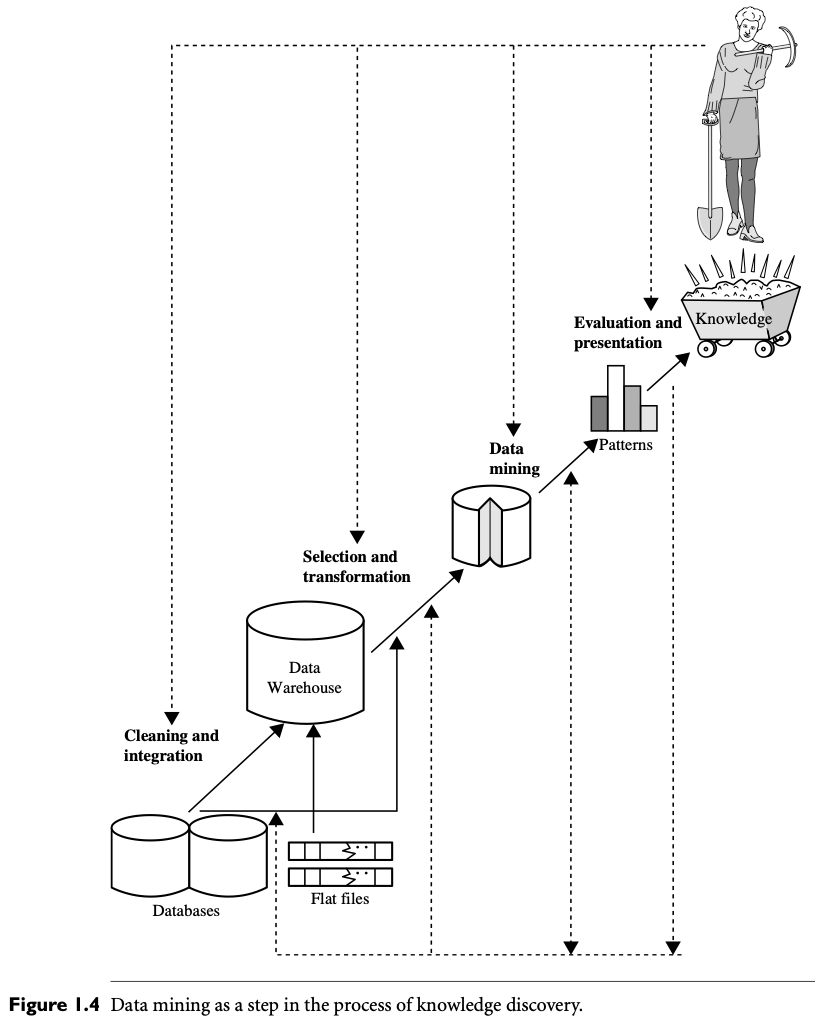 Knowledge
Evaluation and
presentation
Patterns
Data
mining
Selection and
transformation
Data
Warehouse
Cleaning and
integration
Databases
Flat files
Figure 1.4 Data mining as a step in the process of knowledge discovery.